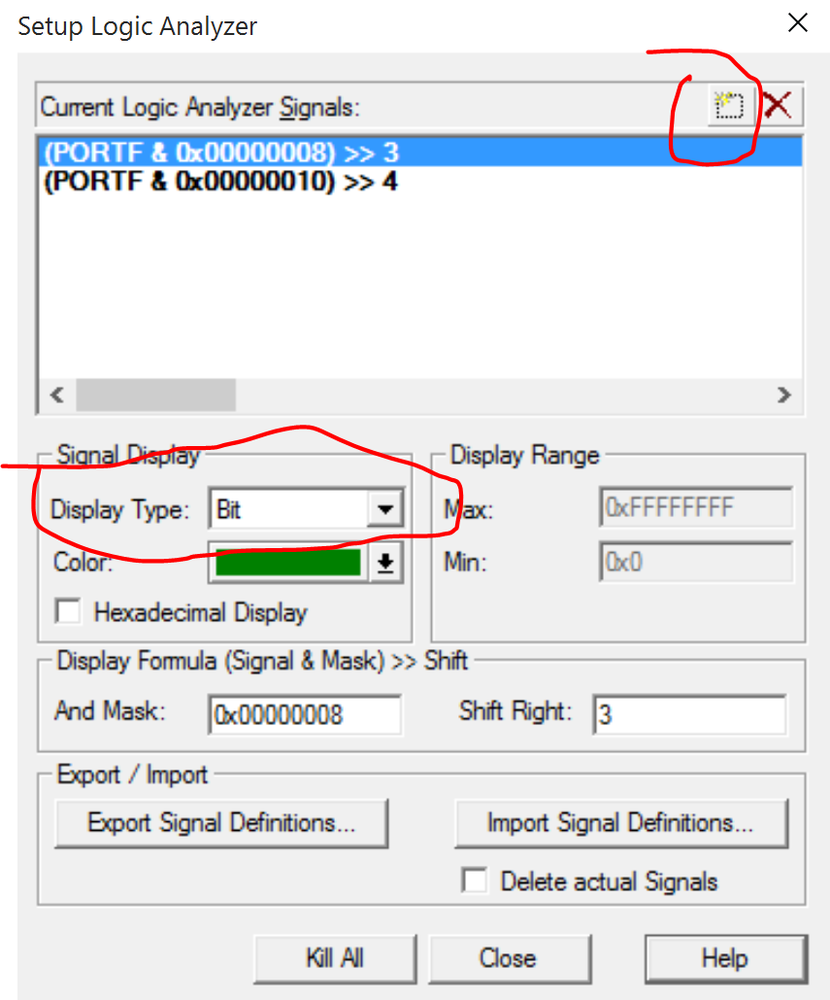 Setup Logic Analyzer
Current Logic Analyzer Signals:
(PORTF & 0x00000008) >> 3
(PORTF & 0x00000010) >> 4
Signal Display
Display Range
Display Type: Bit
Max: 0xFFFFFFFF
Color:
Min: 0x0
Hexadecimal Display
Display Formula (Signal & Mask) >> Shift
And Mask: 0x00000008
Shift Right: 3
Export / Import
Export Signal Definitions...
Import Signal Definitions...
Delete actual Signals
Kill All
Close
Help